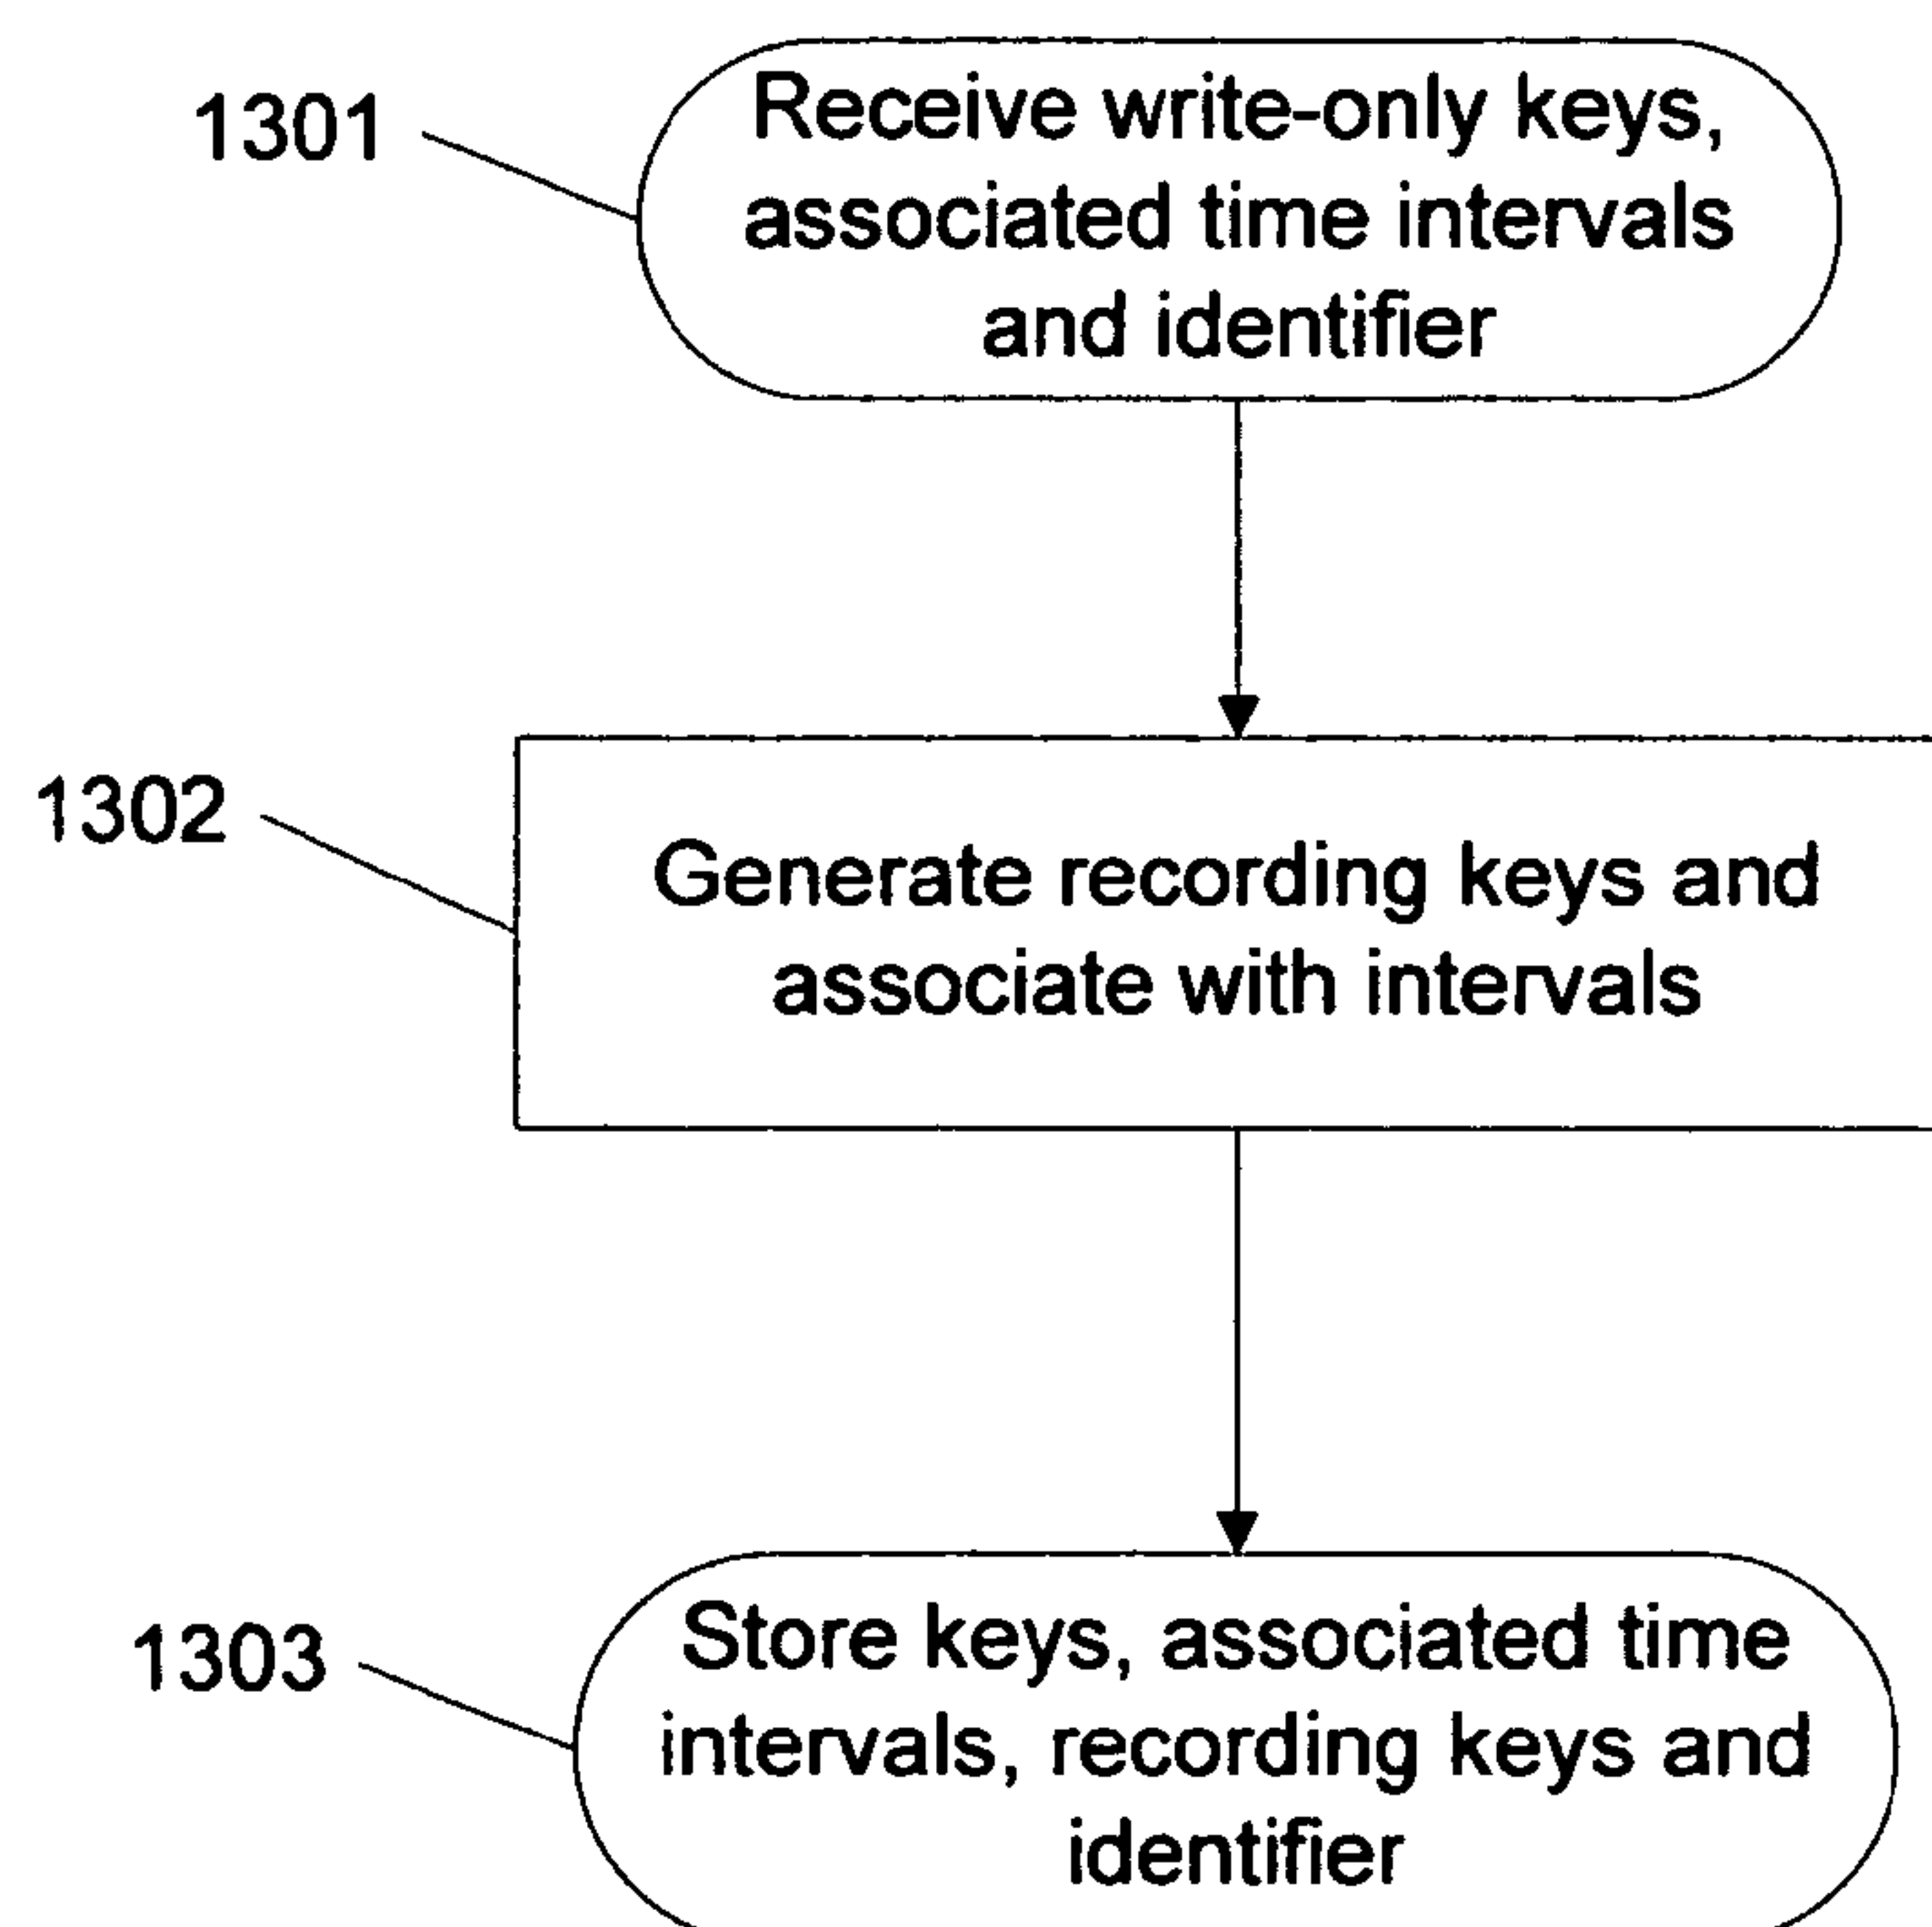 1301
Receive write-only keys,
associated time intervals
and identifier
1302
Generate recording keys and
associate with intervals
1303
Store keys, associated time
intervals, recording keys and
identifier